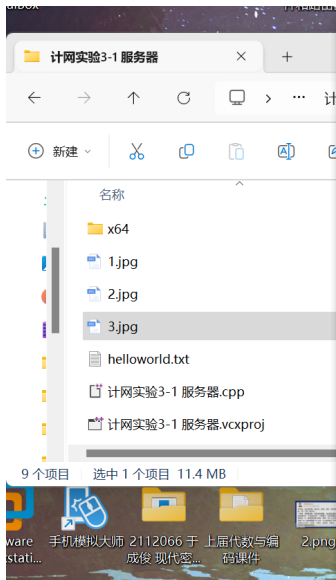 计网实验3-1 服务器
新建
名称
x64
1.jpg
2.jpg
3.jpg
helloworld.txt
计网实验3-1 服务器.cpp
计网实验3-1 服务器.vcxproj
9个项目 选中 1 个项目 11.4 MB
手机模拟大师 2112066 于 上届代数与编 2.png
成俊 现代密... 码课件